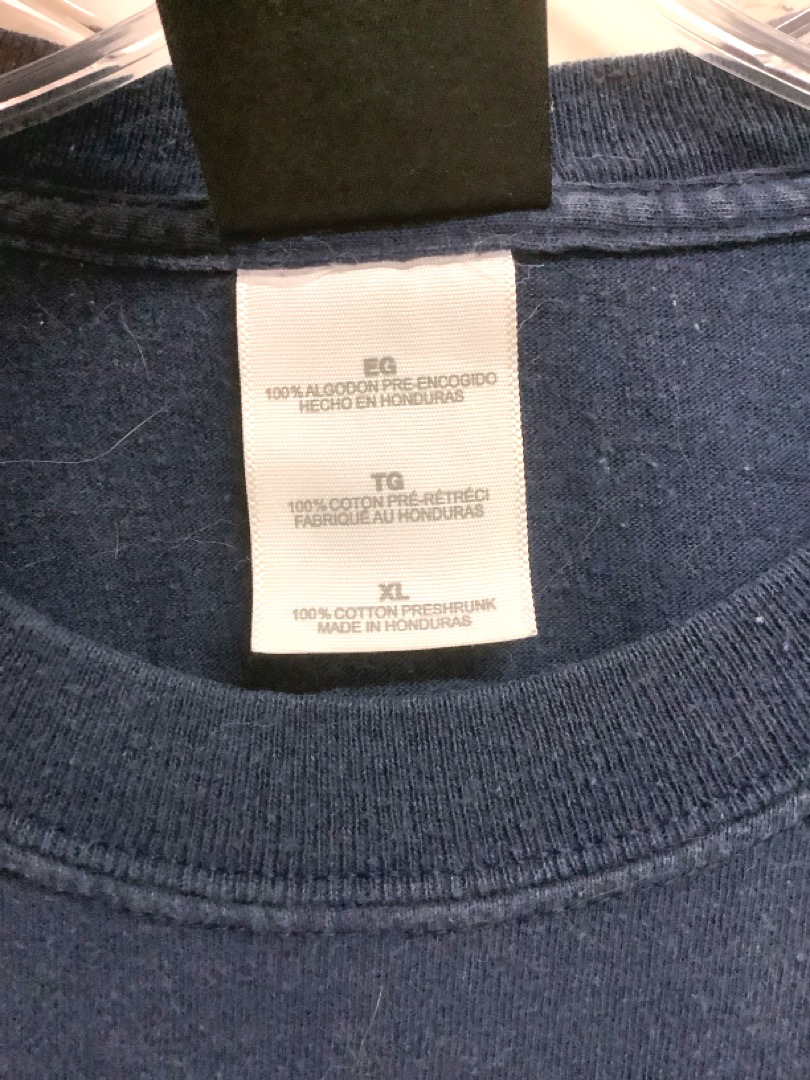 EG
100% ALGODON PRE-ENCOGIDO
HECHO EN HONDURAS
TG
100% COTON PRÉ-RÉTRÉCI
FABRIQUÉ AU HONDURAS
XL
100% COTTON PRESHRUNK
MADE IN HONDURAS